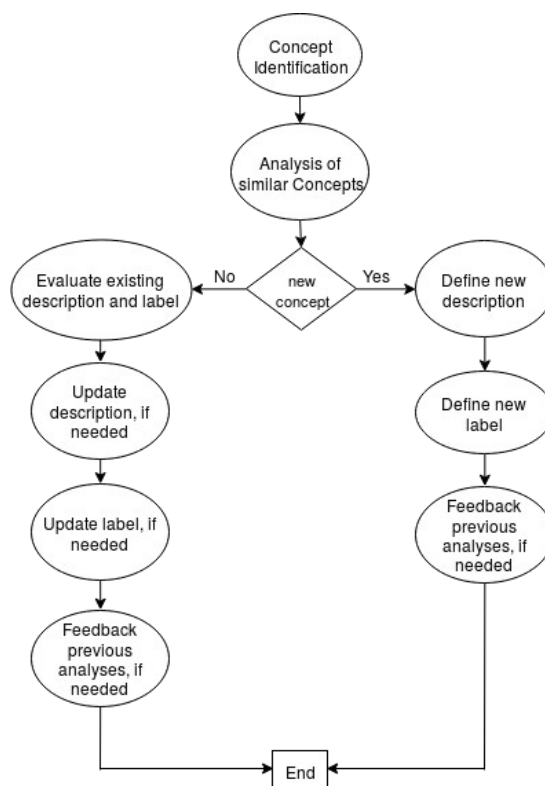 Concept
Identification
Analysis of
similar Concepts
No
new
concept
Yes
Evaluate existing
description and label
Define new
description
Update
description, if
needed
Define new
label
Update label, if
needed
Feedback
previous
analyses, if
needed
Feedback
previous
analyses, if
needed
End